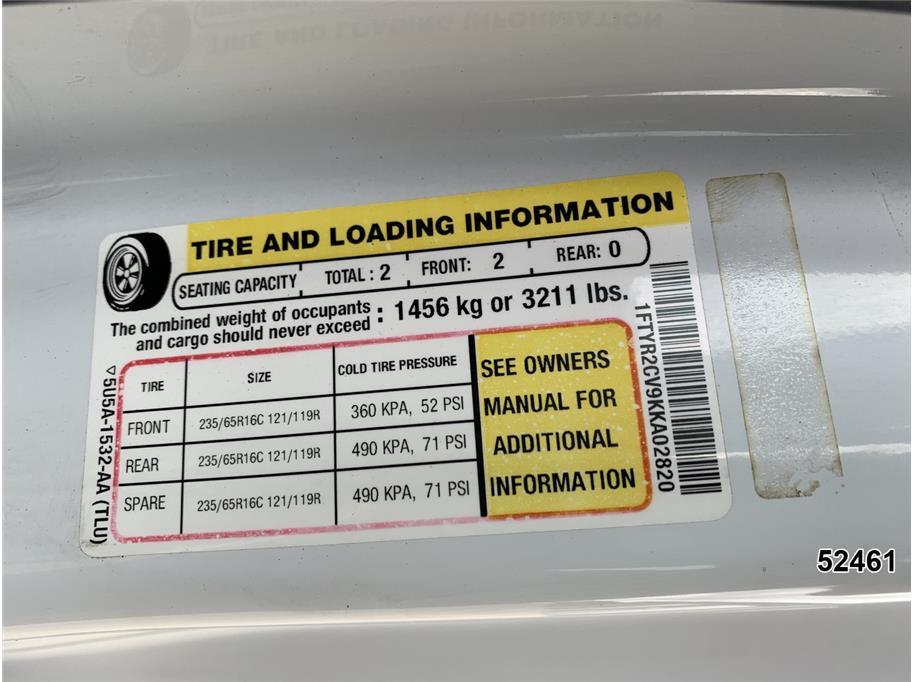 TIRE AND LOADING INFORMATION
SEATING CAPACITY TOTAL : 2 FRONT: 2 REAR: 0
The combined weight of occupants
and cargo should never exceed : 1456 kg or 3211 lbs.
TIRE SIZE COLD TIRE PRESSURE
FRONT 235/65R16C 121/119R 360 KPA, 52 PSI
REAR 235/65R16C 121/119R 490 KPA, 71 PSI
SPARE 235/65R16C 121/119R 490 KPA, 71 PSI
SEE OWNERS
MANUAL FOR
ADDITIONAL
INFORMATION
▽5U5A-1532-AA (TLU)
1FTYR2CV9KKA02820
52461